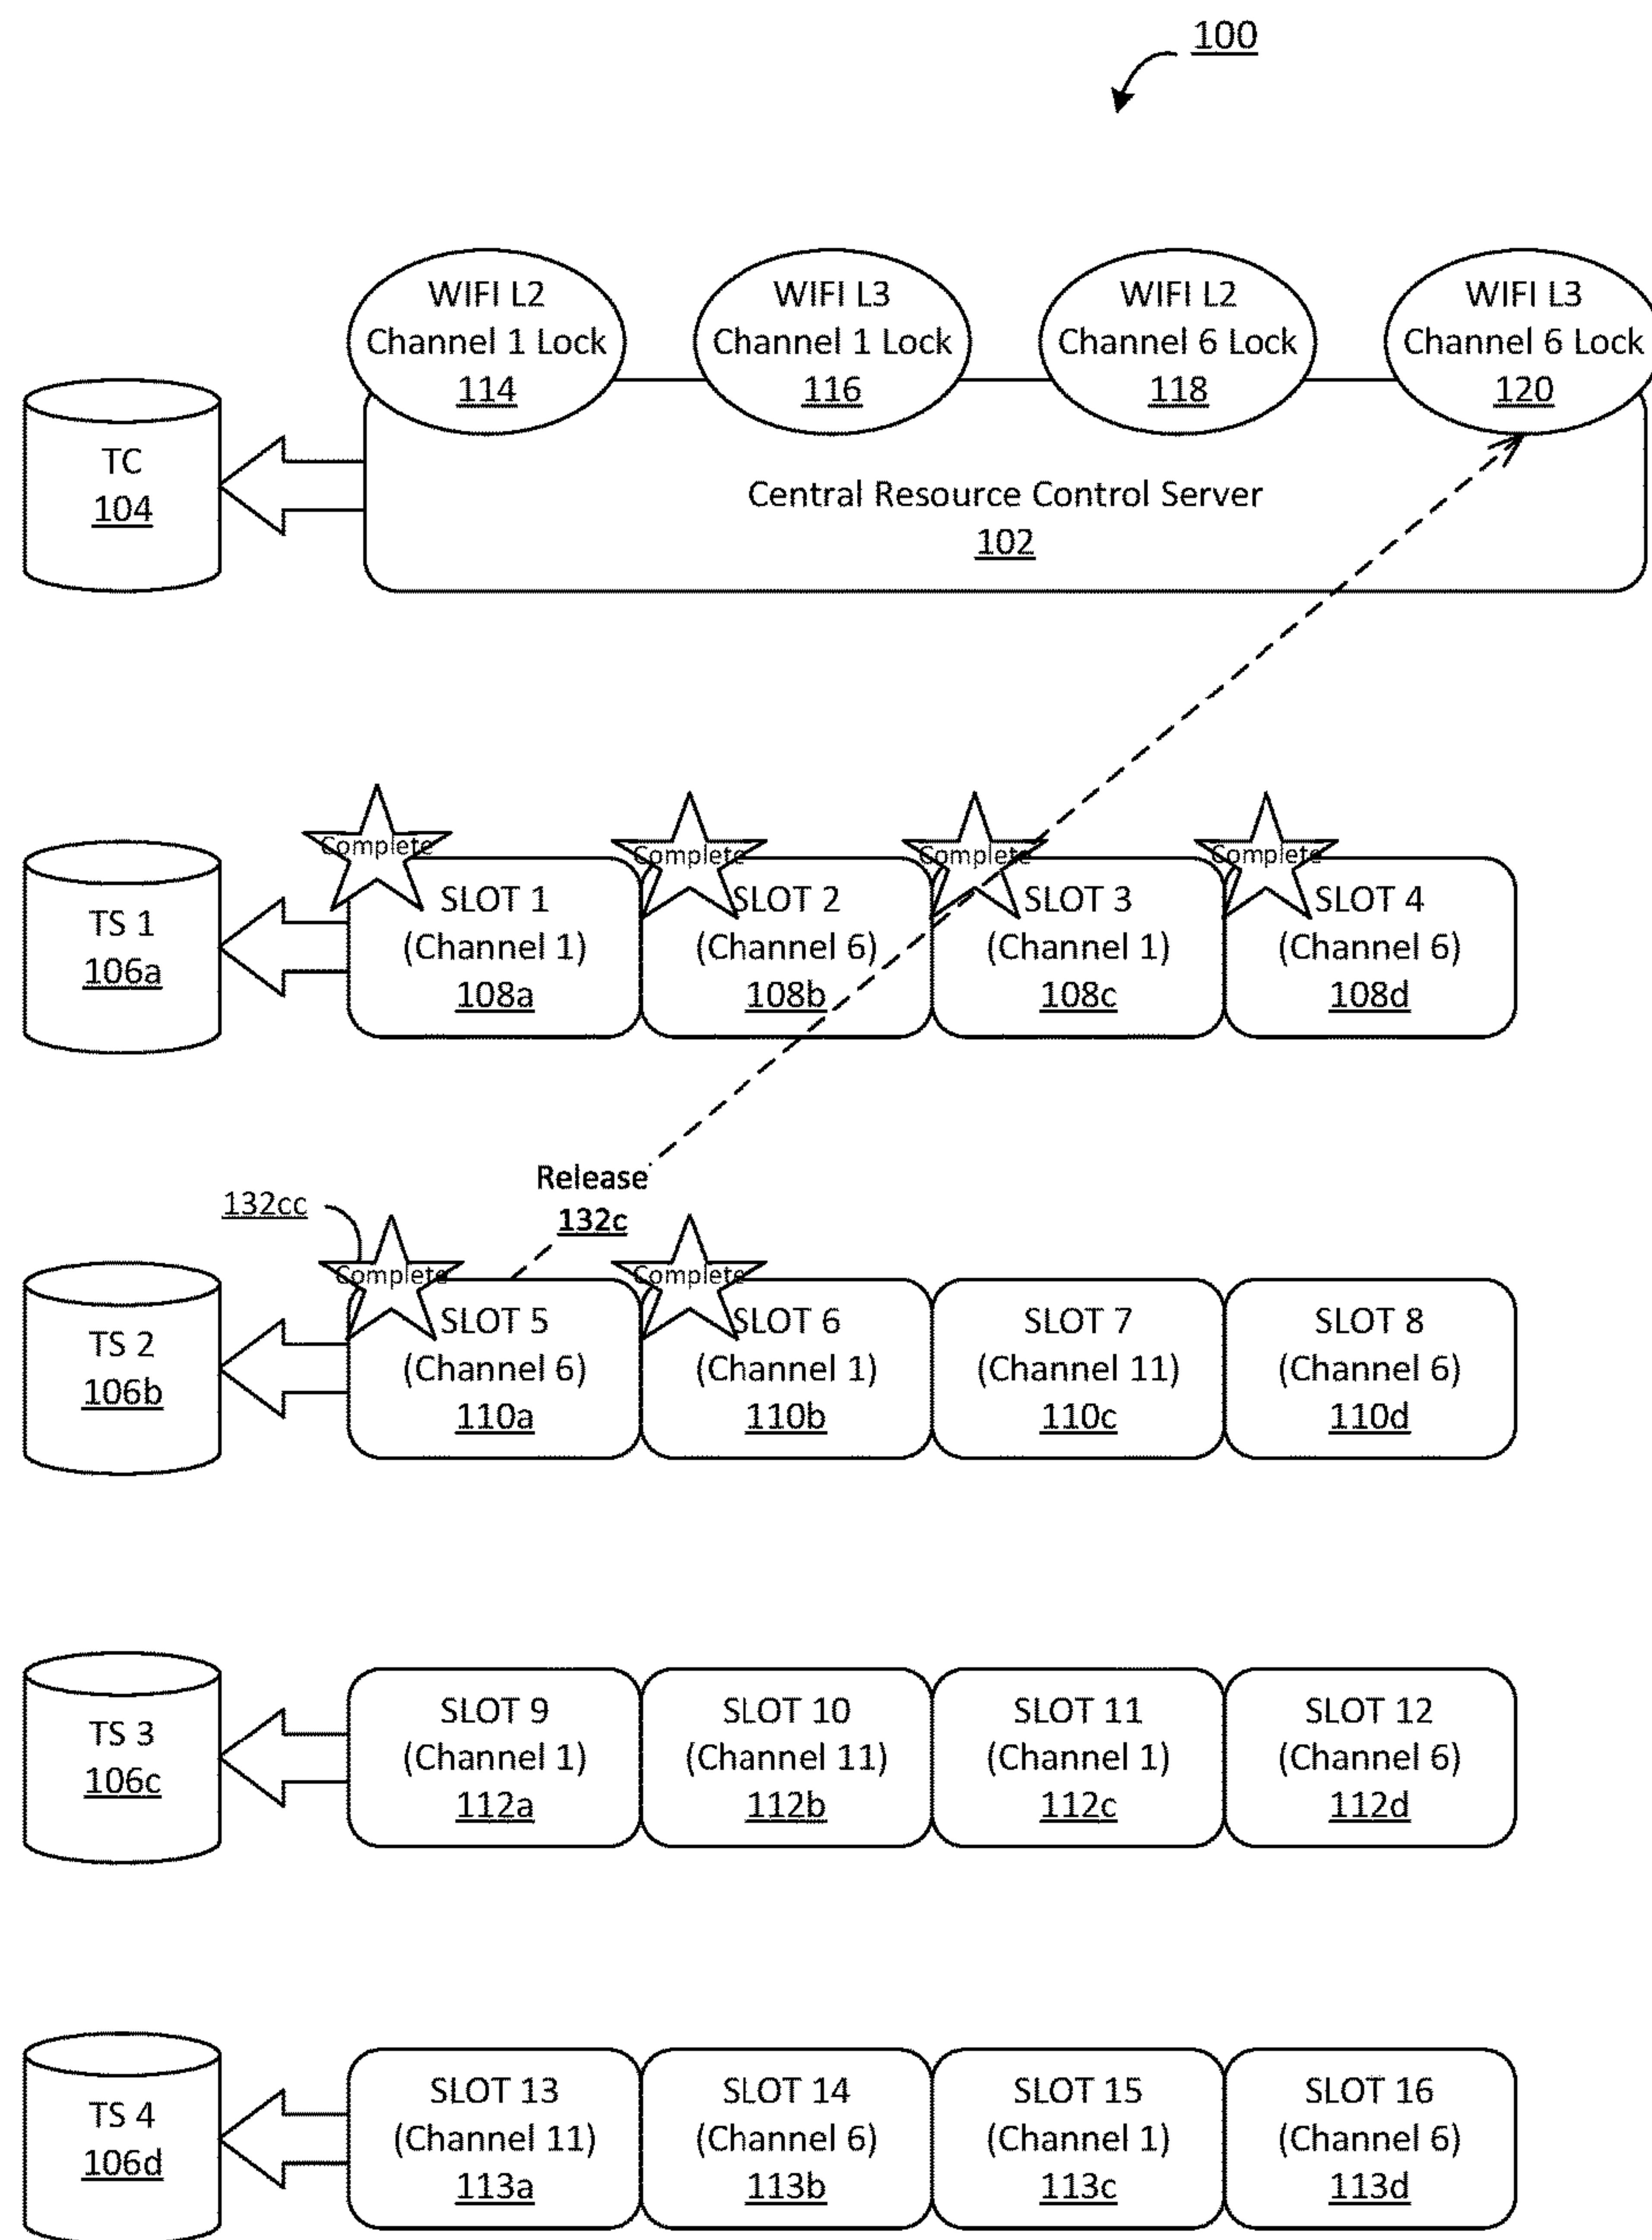 100
WIFI L2
Channel 1 Lock
114
WIFI L3
Channel 1 Lock
116
WIFI L2
Channel 6 Lock
118
WIFI L3
Channel 6 Lock
120
TC
104
Central Resource Control Server
102
TS 1
106a
Complete
SLOT 1
(Channel 1)
108a
Complete
SLOT 2
(Channel 6)
108b
Complete
SLOT 3
(Channel 1)
108c
Complete
SLOT 4
(Channel 6)
108d
Release
132c
132cc
TS 2
106b
Complete
SLOT 5
(Channel 6)
110a
Complete
SLOT 6
(Channel 1)
110b
SLOT 7
(Channel 11)
110c
SLOT 8
(Channel 6)
110d
TS 3
106c
SLOT 9
(Channel 1)
112a
SLOT 10
(Channel 11)
112b
SLOT 11
(Channel 1)
112c
SLOT 12
(Channel 6)
112d
TS 4
106d
SLOT 13
(Channel 11)
113a
SLOT 14
(Channel 6)
113b
SLOT 15
(Channel 1)
113c
SLOT 16
(Channel 6)
113d